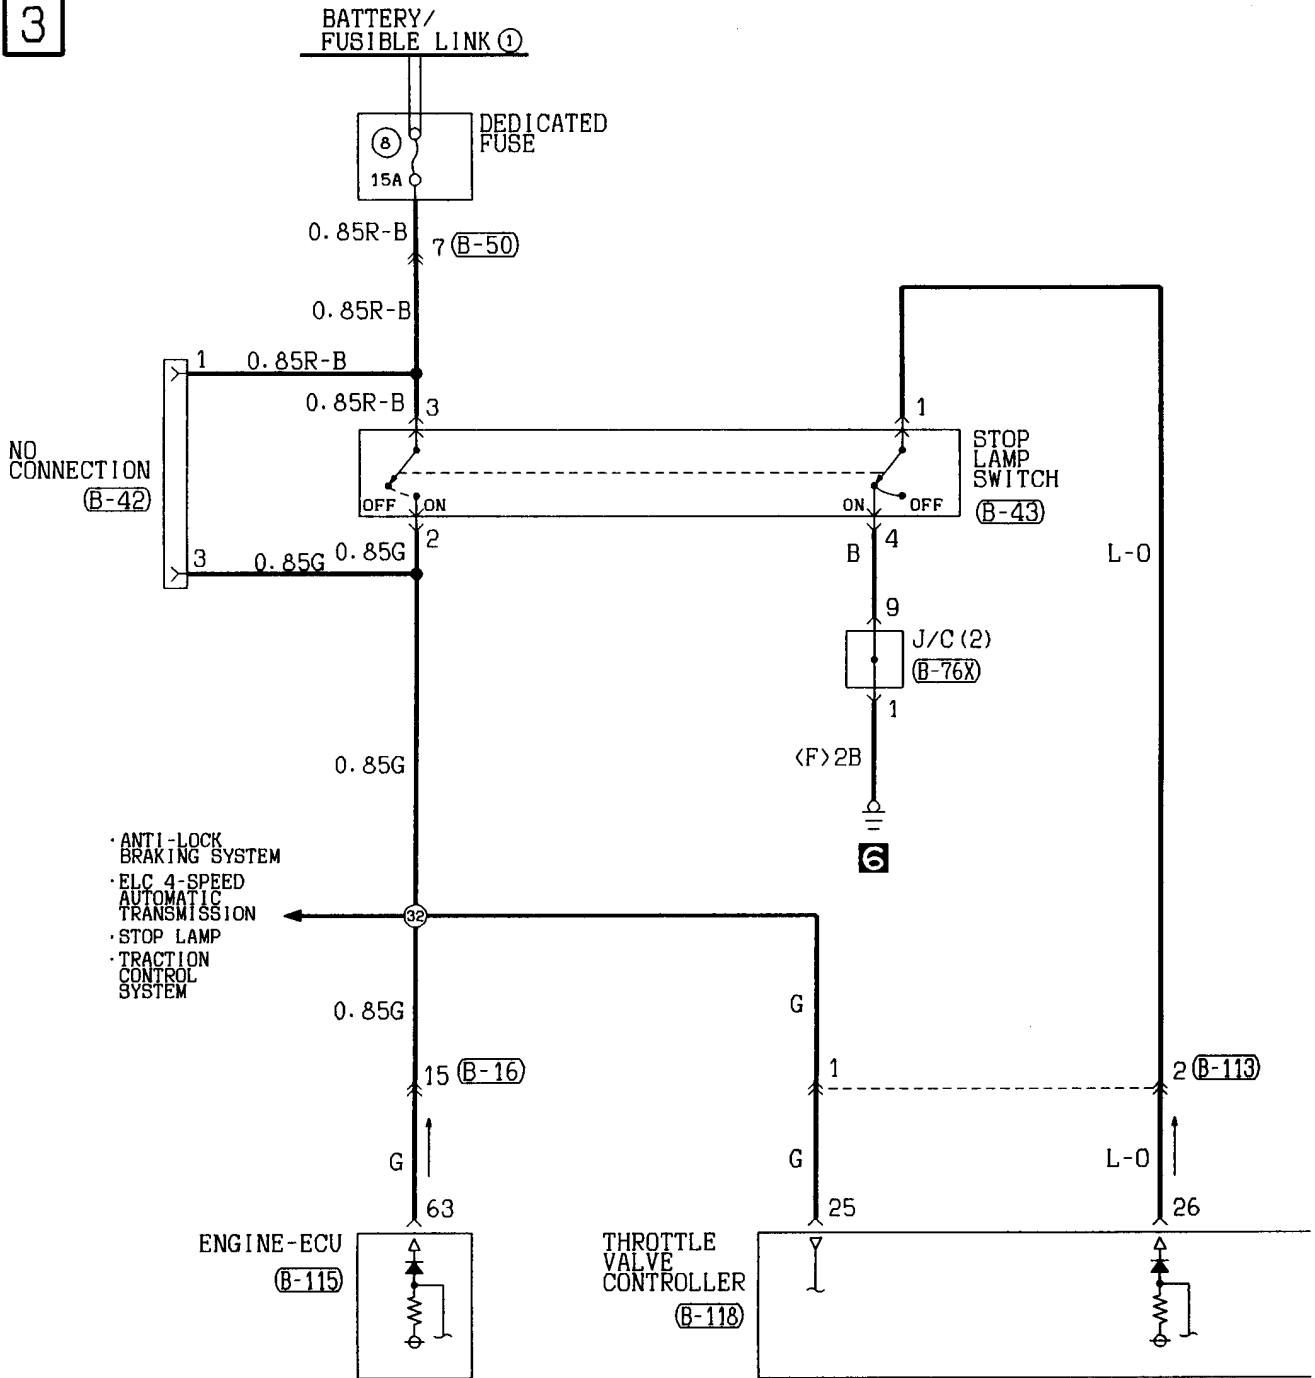 3
BATTERY/
FUSIBLE LINK ①
DEDICATED
FUSE
8
15A
0.85R-B
7 (B-50)
0.85R-B
1 0.85R-B
0.85R-B 3
1
NO
CONNECTION
(B-42)
STOP
LAMP
SWITCH
(B-43)
OFF ON
ON OFF
2
4
3 0.85G 0.85G
B
L-O
9
J/C(2)
(B-76X)
1
<F>2B
0.85G
6
·ANTI-LOCK
BRAKING SYSTEM
·ELC 4-SPEED
AUTOMATIC
TRANSMISSION
·STOP LAMP
·TRACTION
CONTROL
SYSTEM
32
0.85G
G
15 (B-16)
1
2 (B-113)
G
G
L-O
63
25
26
ENGINE-ECU
(B-115)
THROTTLE
VALVE
CONTROLLER
(B-118)